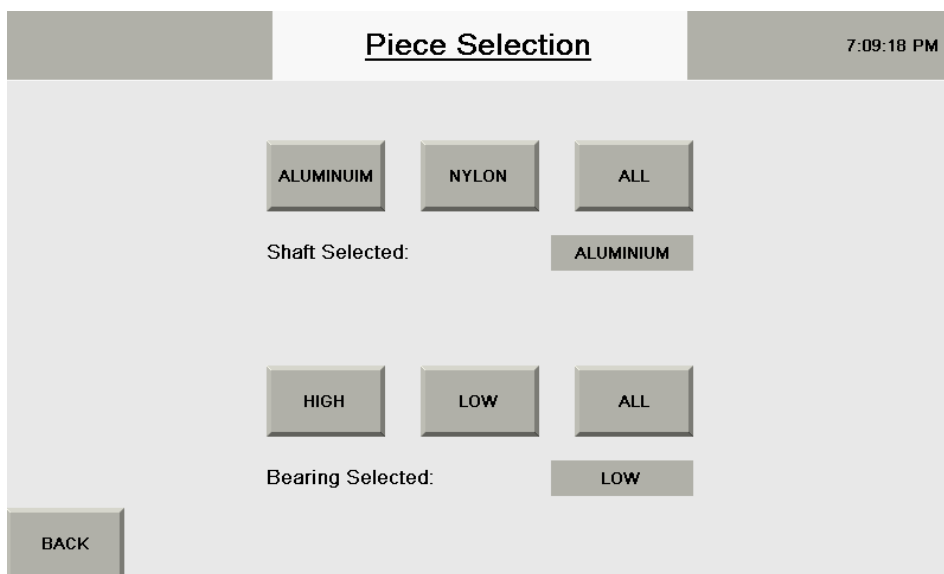 Piece Selection
7:09:18 PM
ALUMINUIM NYLON ALL
Shaft Selected: ALUMINIUM
HIGH LOW ALL
Bearing Selected: LOW
BACK